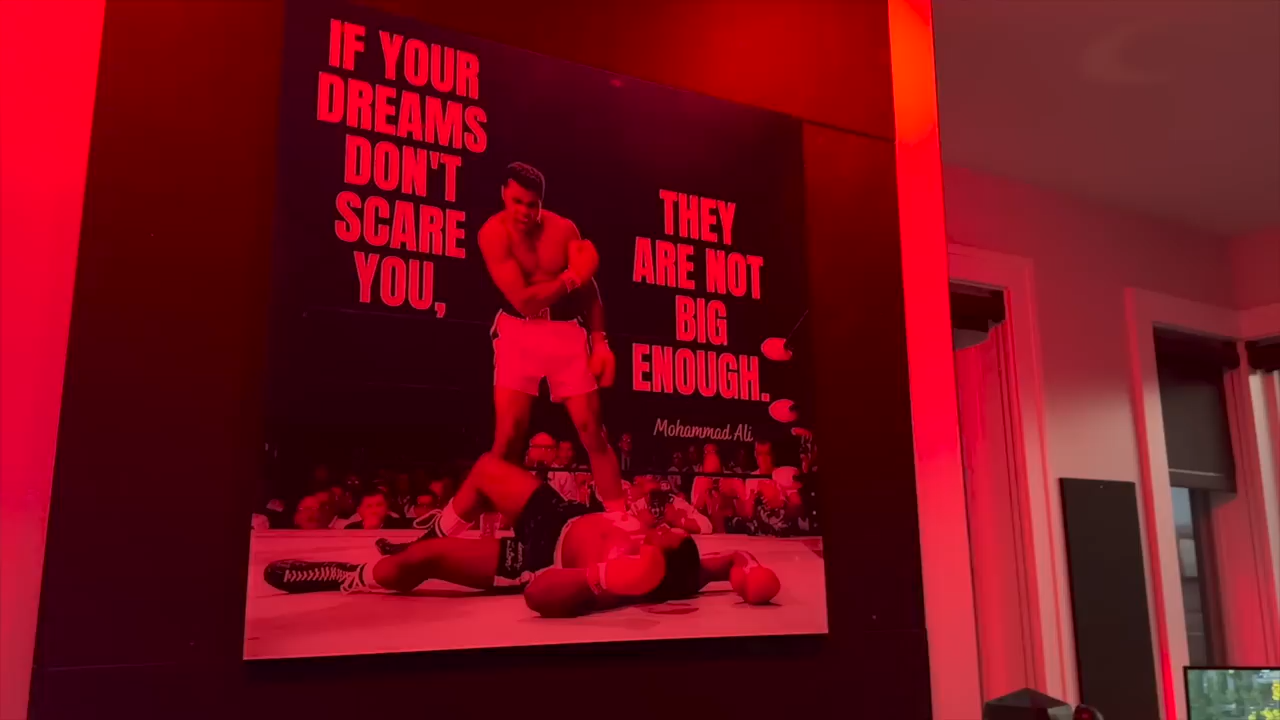 IF YOUR
DREAMS
DON'T
SCARE
YOU,
THEY
ARE NOT
BIG
ENOUGH.
Mohammad Ali